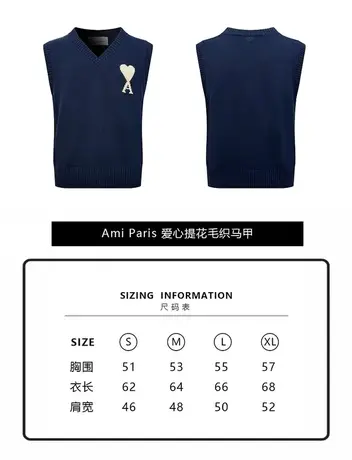 A
Ami Paris 爱心提花毛织马甲
SIZING INFORMATION
尺码表
SIZE S M L XL
胸围 51 53 55 57
衣长 62 64 66 68
肩宽 46 48 50 52